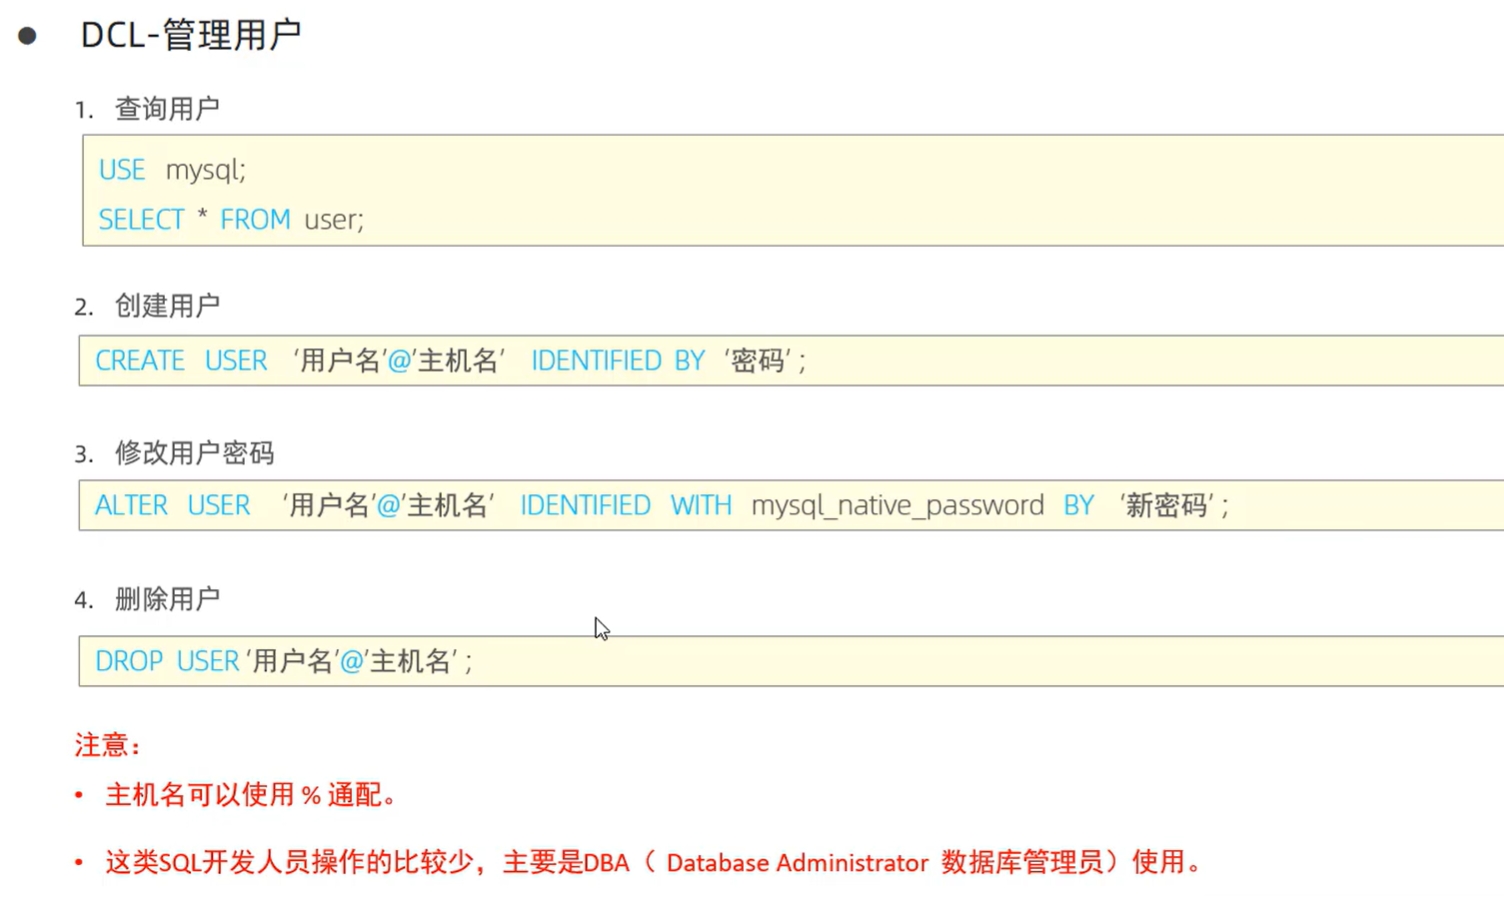 ● DCL-管理用户
1. 查询用户
USE mysql;
SELECT * FROM user;
2. 创建用户
CREATE USER ‘用户名’@’主机名’ IDENTIFIED BY ‘密码’ ;
3. 修改用户密码
ALTER USER ‘用户名’@’主机名’ IDENTIFIED WITH mysql_native_password BY ‘新密码’ ;
4. 删除用户
DROP USER ‘用户名’@’主机名’ ;
注意：
• 主机名可以使用 % 通配。
• 这类SQL开发人员操作的比较少，主要是DBA（ Database Administrator 数据库管理员）使用。